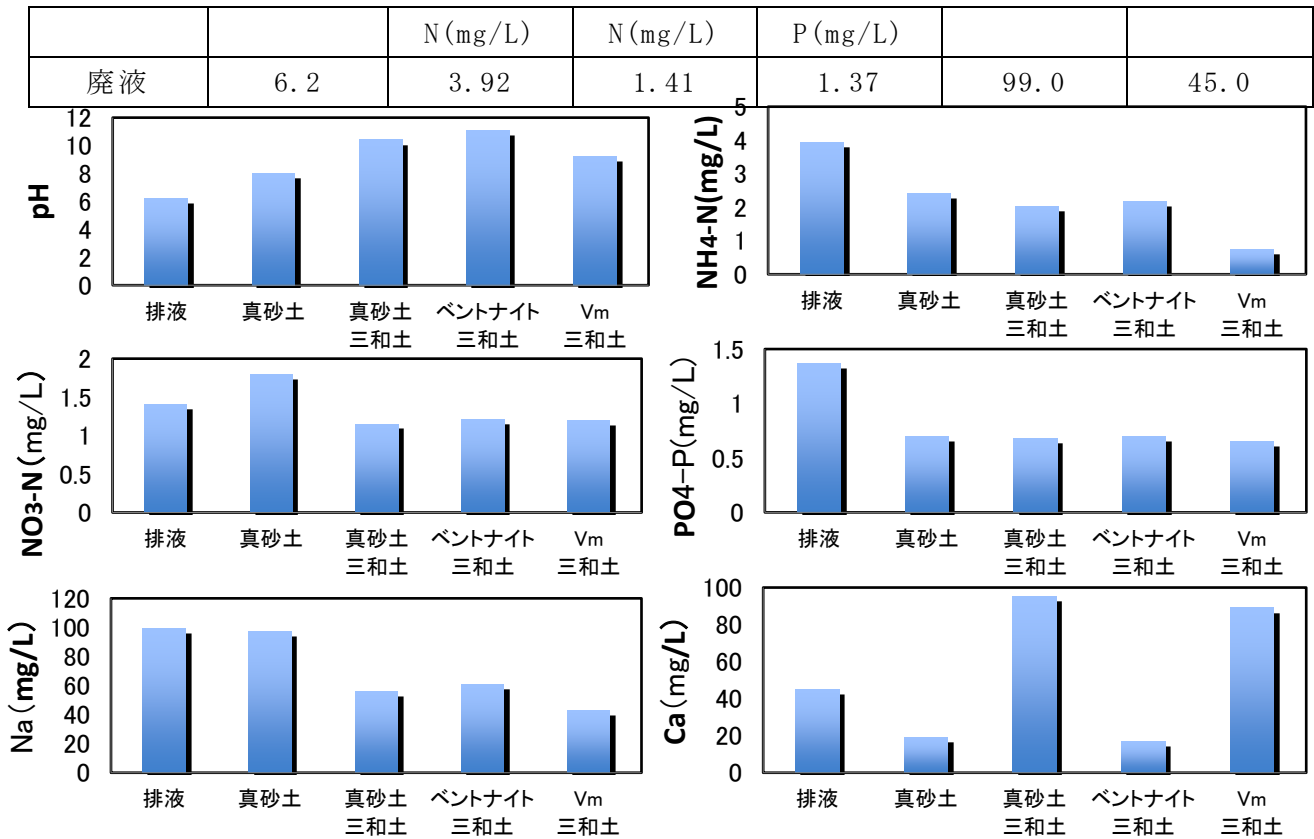 N(mg/L) N(mg/L) P(mg/L)
廃液 6.2 3.92 1.41 1.37 99.0 45.0
pH
12
10
8
6
4
2
0
排液 真砂土 真砂土 ベントナイト Vm
三和土 三和土 三和土
NH4-N(mg/L)
5
4
3
2
1
0
排液 真砂土 真砂土 ベントナイト Vm
三和土 三和土 三和土
NO3-N(mg/L)
2
1.5
1
0.5
0
排液 真砂土 真砂土 ベントナイト Vm
三和土 三和土 三和土
PO4-P(mg/L)
1.5
1
0.5
0
排液 真砂土 真砂土 ベントナイト Vm
三和土 三和土 三和土
Na(mg/L)
120
100
80
60
40
20
0
排液 真砂土 真砂土 ベントナイト Vm
三和土 三和土 三和土
Ca(mg/L)
100
80
60
40
20
0
排液 真砂土 真砂土 ベントナイト Vm
三和土 三和土 三和土